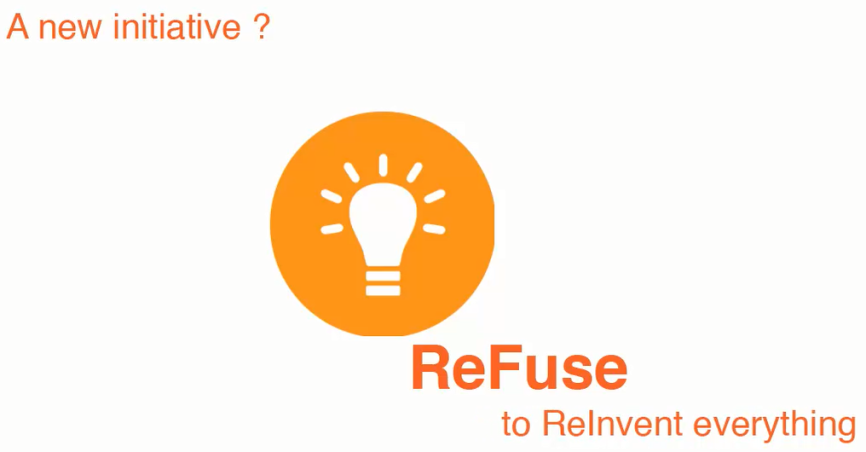 A new initiative ?
ReFuse
to ReInvent everything